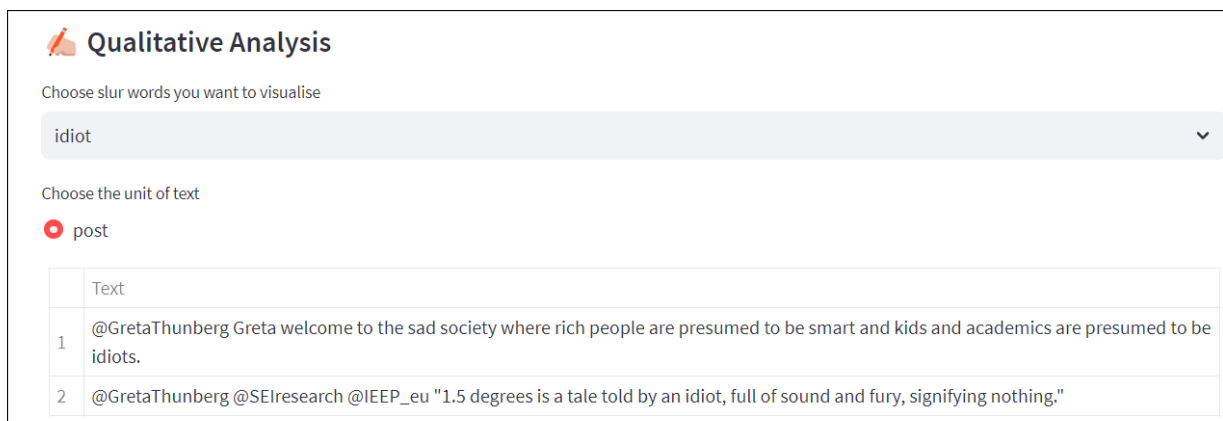 Qualitative Analysis
Choose slur words you want to visualise
idiot
Choose the unit of text
post
Text
1 @GretaThunberg Greta welcome to the sad society where rich people are presumed to be smart and kids and academics are presumed to be
idiots.
2 @GretaThunberg @SEIresearch @IEEP_eu "1.5 degrees is a tale told by an idiot, full of sound and fury, signifying nothing."